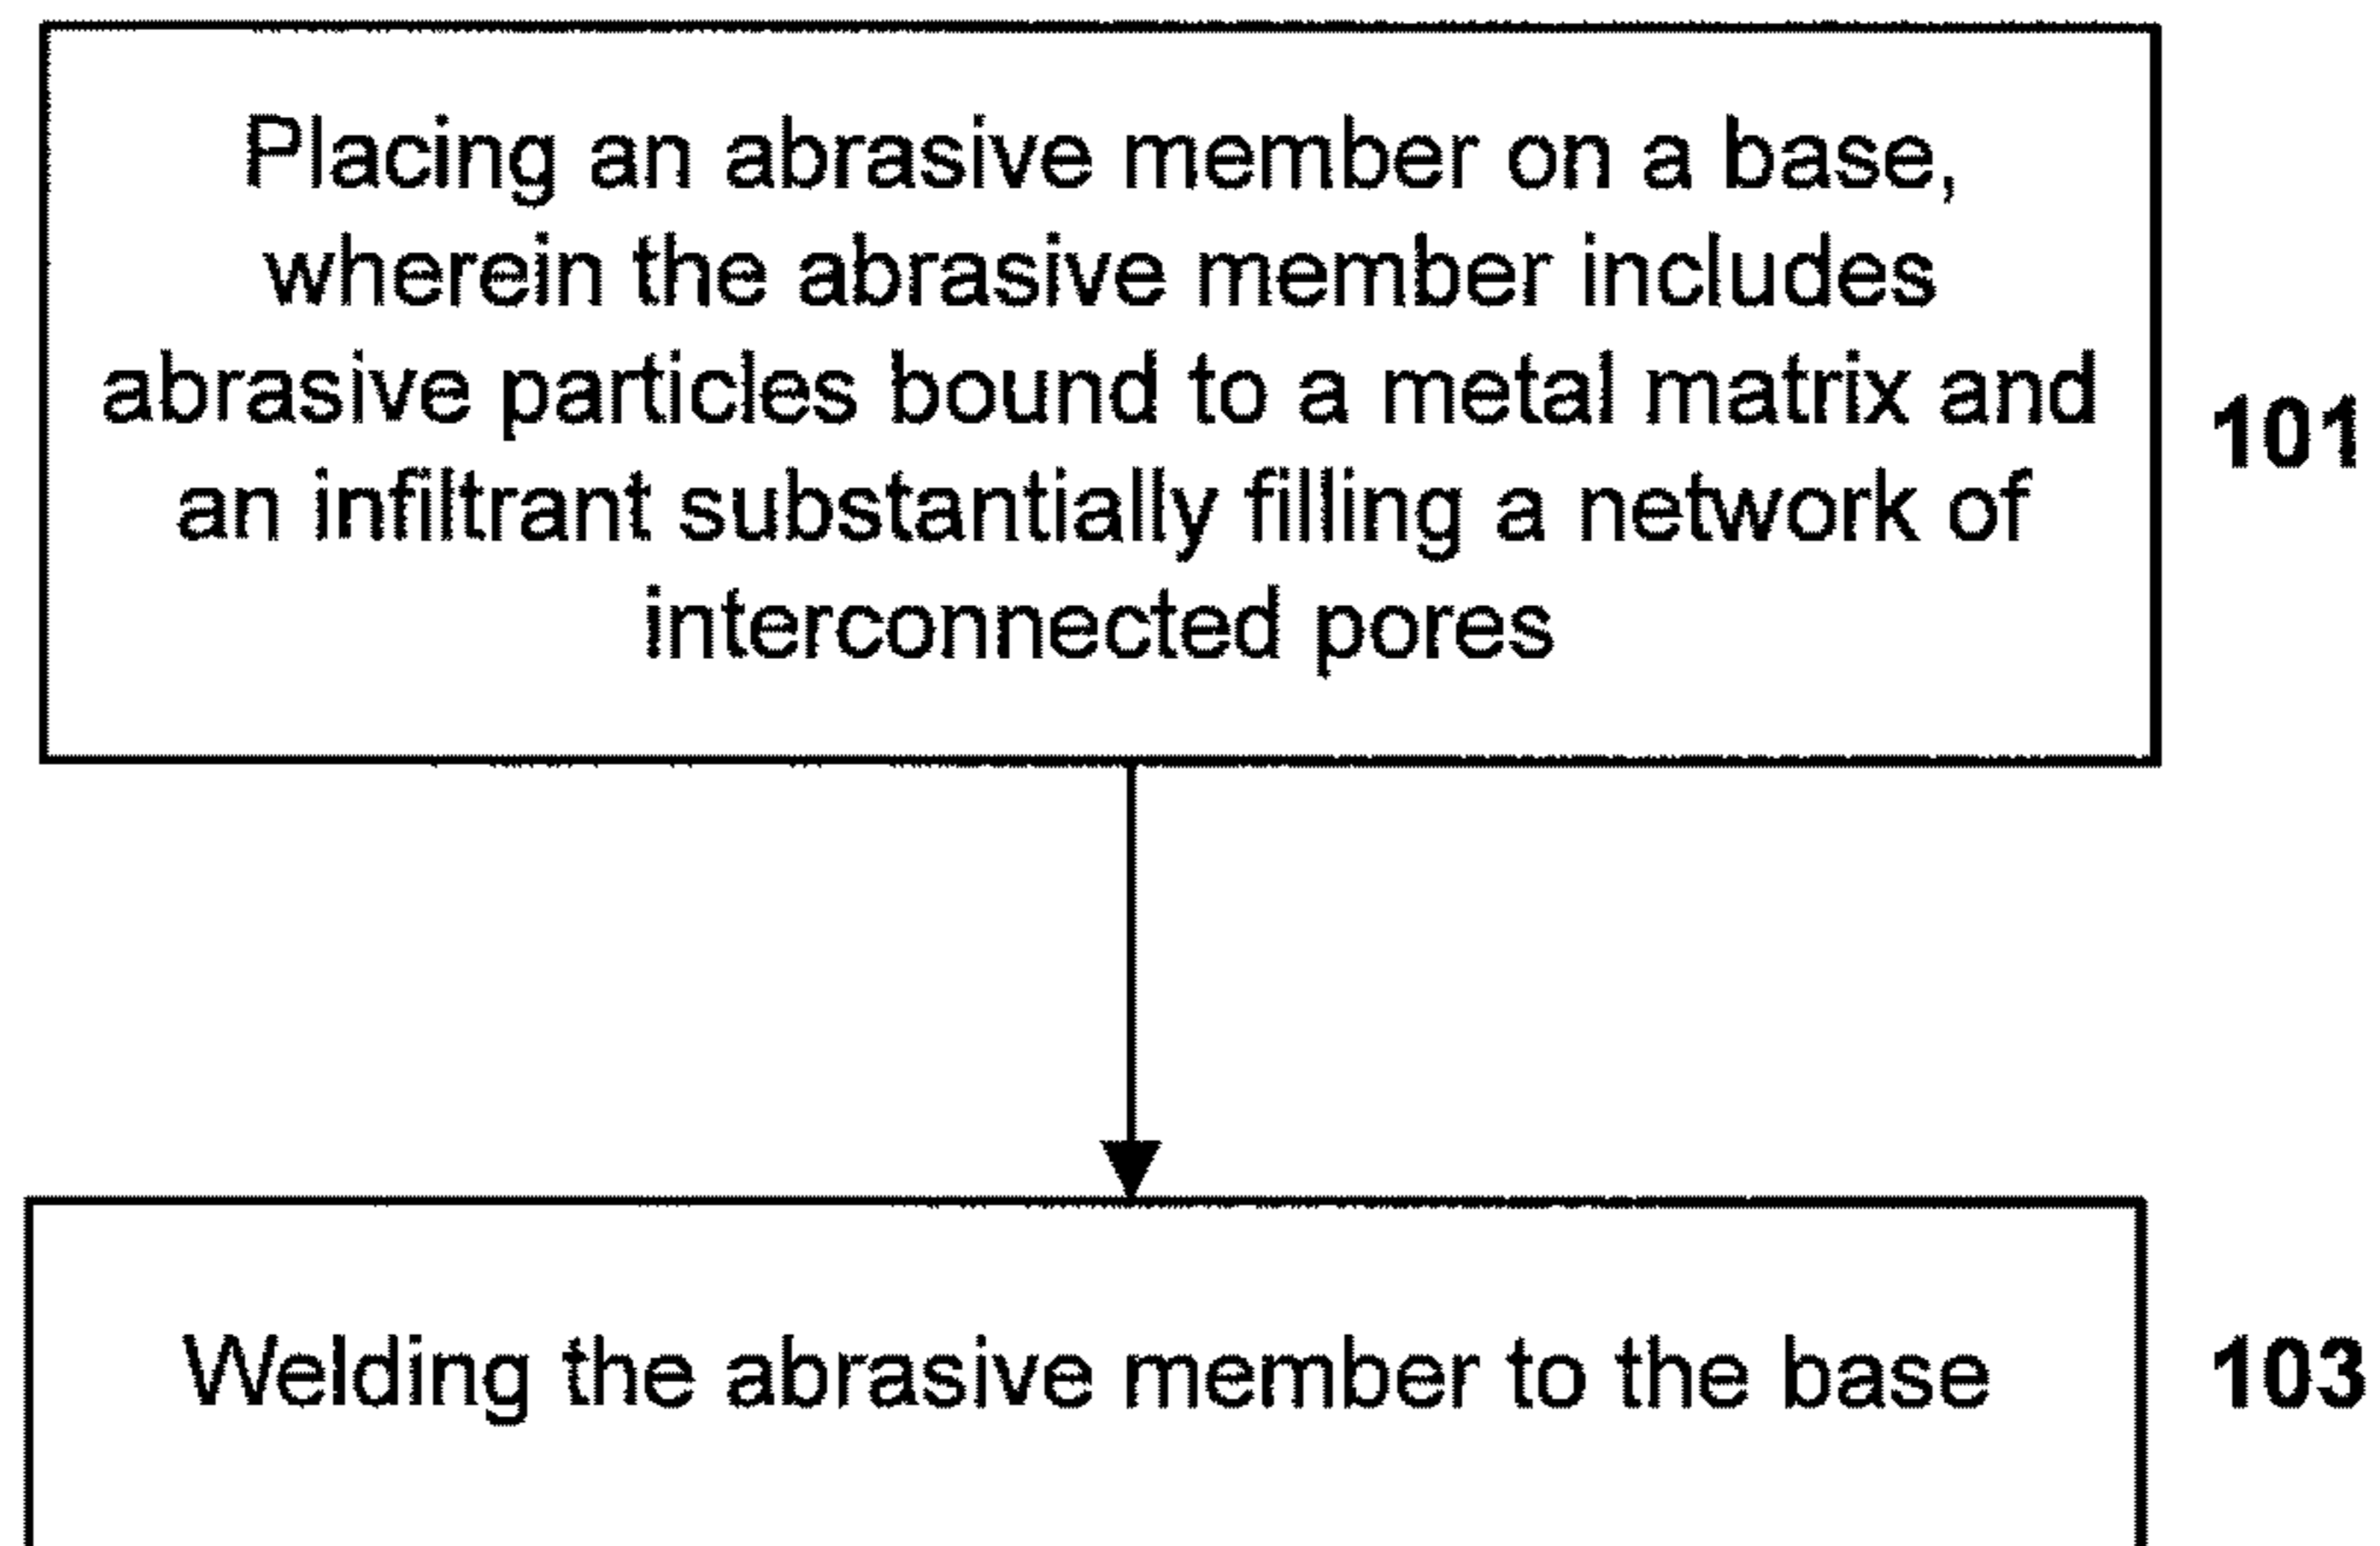 Placing an abrasive member on a base,
wherein the abrasive member includes
abrasive particles bound to a metal matrix and
an infiltrant substantially filling a network of
interconnected pores
101
Welding the abrasive member to the base
103